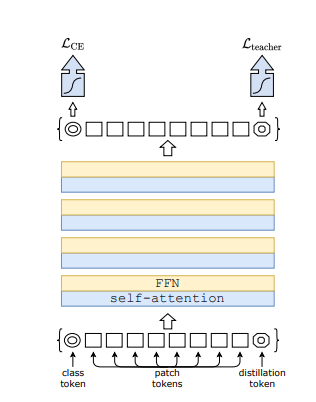 ℒCE ℒteacher
FFN
self-attention
class patch distillation
token tokens token